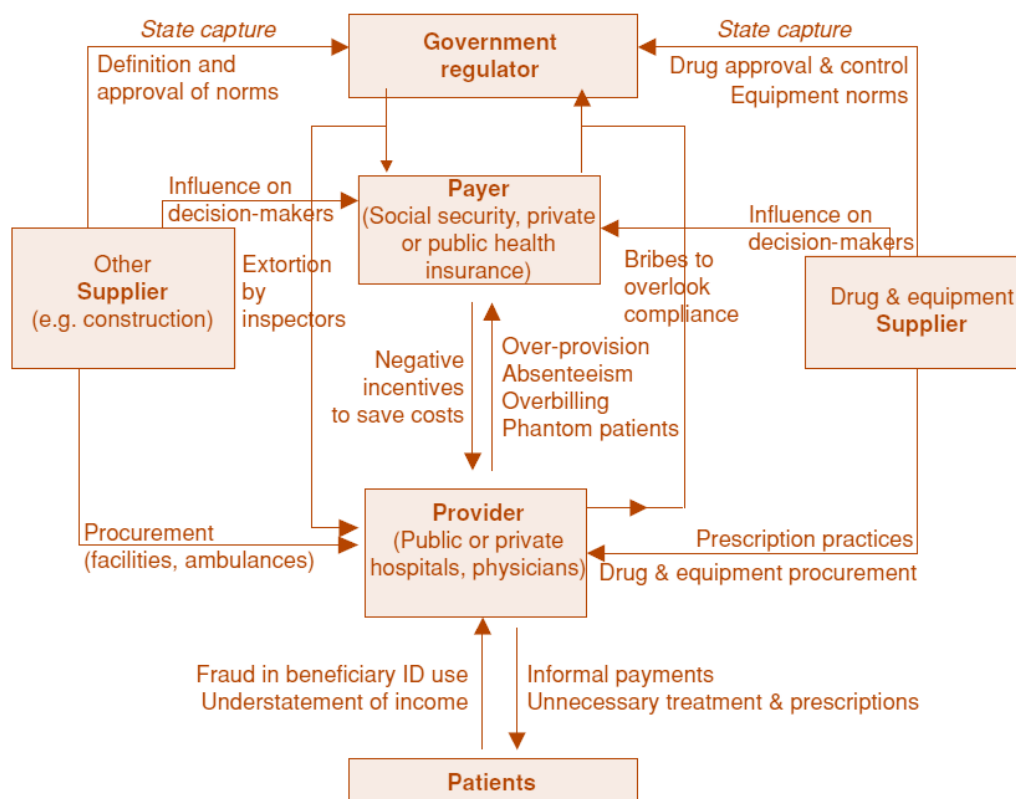 State capture
Definition and
approval of norms
Government
regulator
State capture
Drug approval & control
Equipment norms
Influence on
decision-makers
Payer
(Social security, private
or public health
insurance)
Influence on
decision-makers
Other
Supplier
(e.g. construction)
Extortion
by
inspectors
Bribes to
overlook
compliance
Drug & equipment
Supplier
Negative
incentives
to save costs
Over-provision
Absenteeism
Overbilling
Phantom patients
Procurement
(facilities, ambulances)
Provider
(Public or private
hospitals, physicians)
Prescription practices
Drug & equipment procurement
Fraud in beneficiary ID use
Understatement of income
Informal payments
Unnecessary treatment & prescriptions
Patients